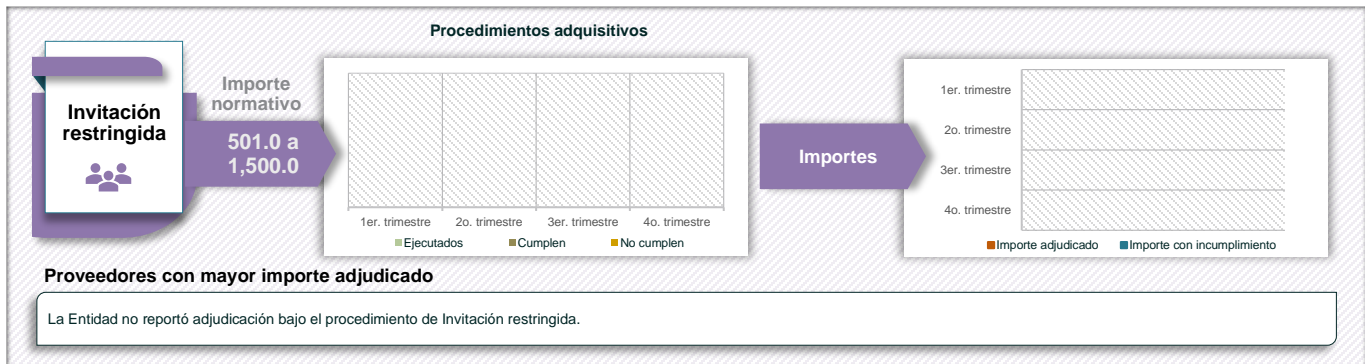 Procedimientos adquisitivos
Invitación
restringida
Importe
normativo
501.0 a
1,500.0
1er. trimestre 2o. trimestre 3er. trimestre 4o. trimestre
Ejecutados Cumplen No cumplen
Importes
1er. trimestre
2o. trimestre
3er. trimestre
4o. trimestre
Importe adjudicado Importe con incumplimiento
Proveedores con mayor importe adjudicado
La Entidad no reportó adjudicación bajo el procedimiento de Invitación restringida.